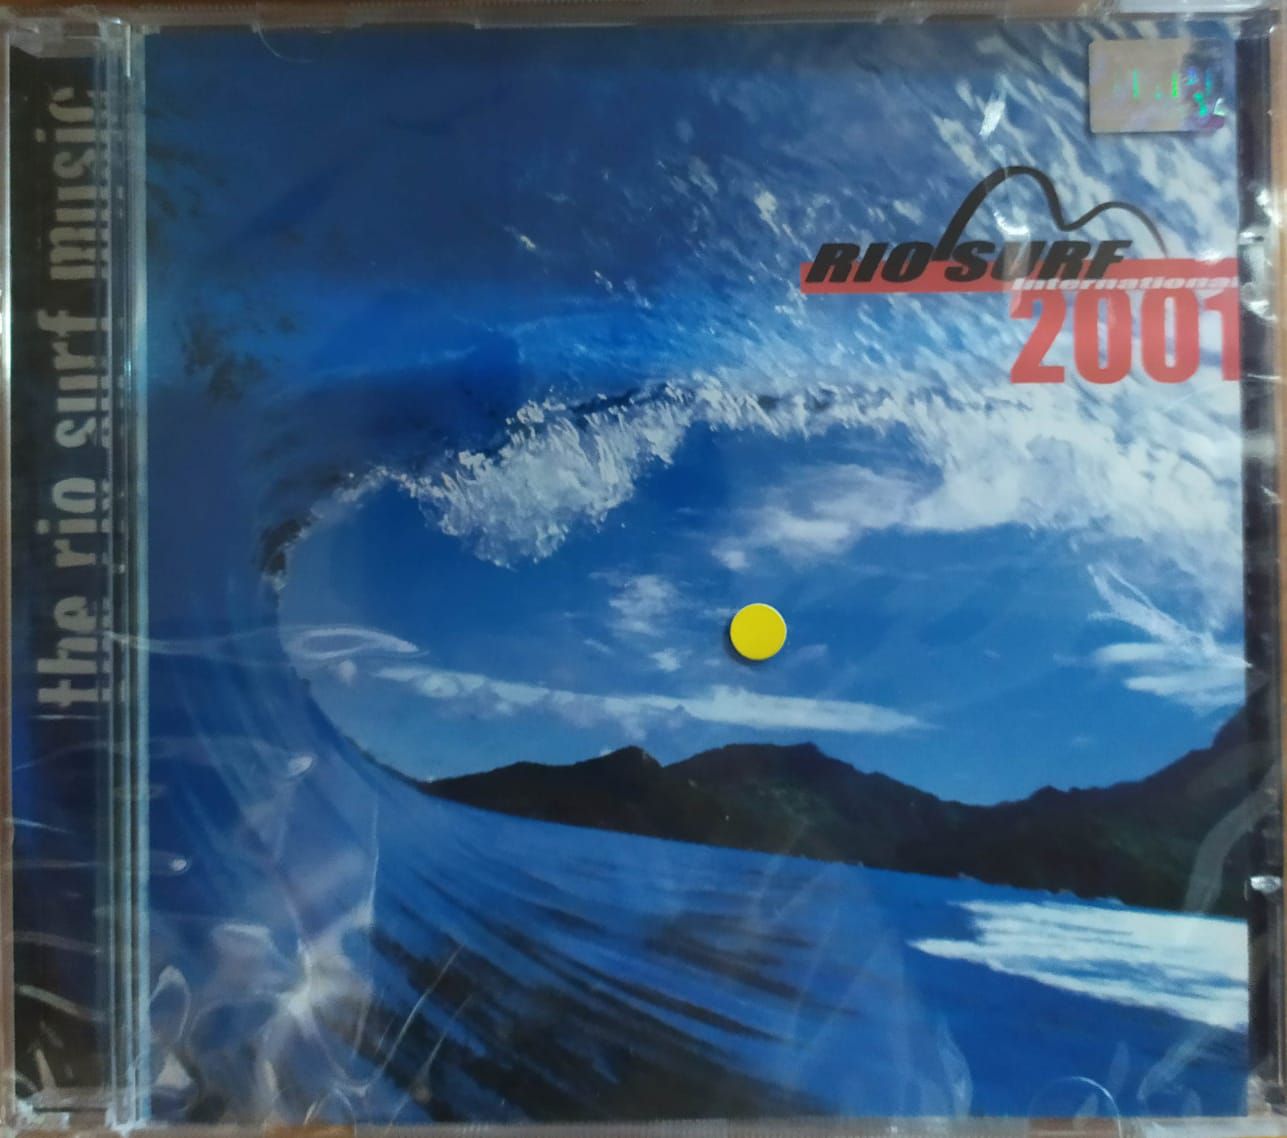 the rio surf music
RIO SURF
International
2001